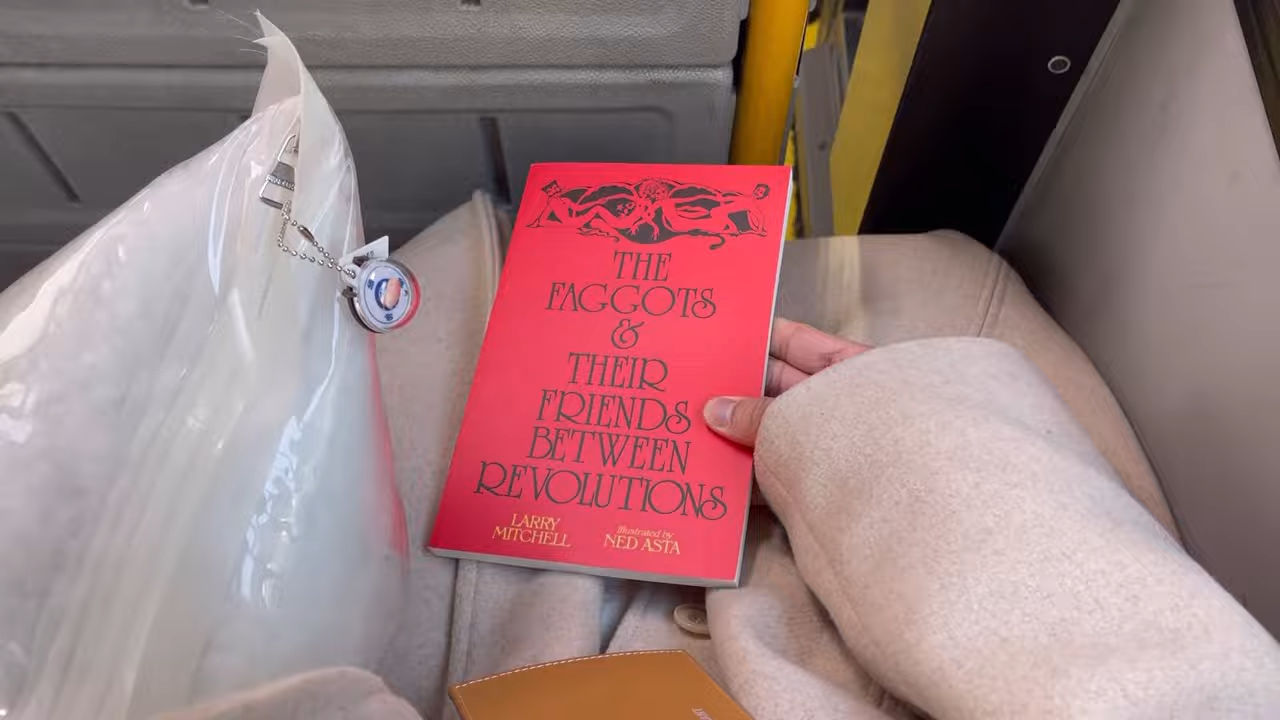 THE
FAGGOTS
&
THEIR
FRIENDS
BETWEEN
REVOLUTIONS
LARRY
MITCHELL
Illustrated by
NED ASTA